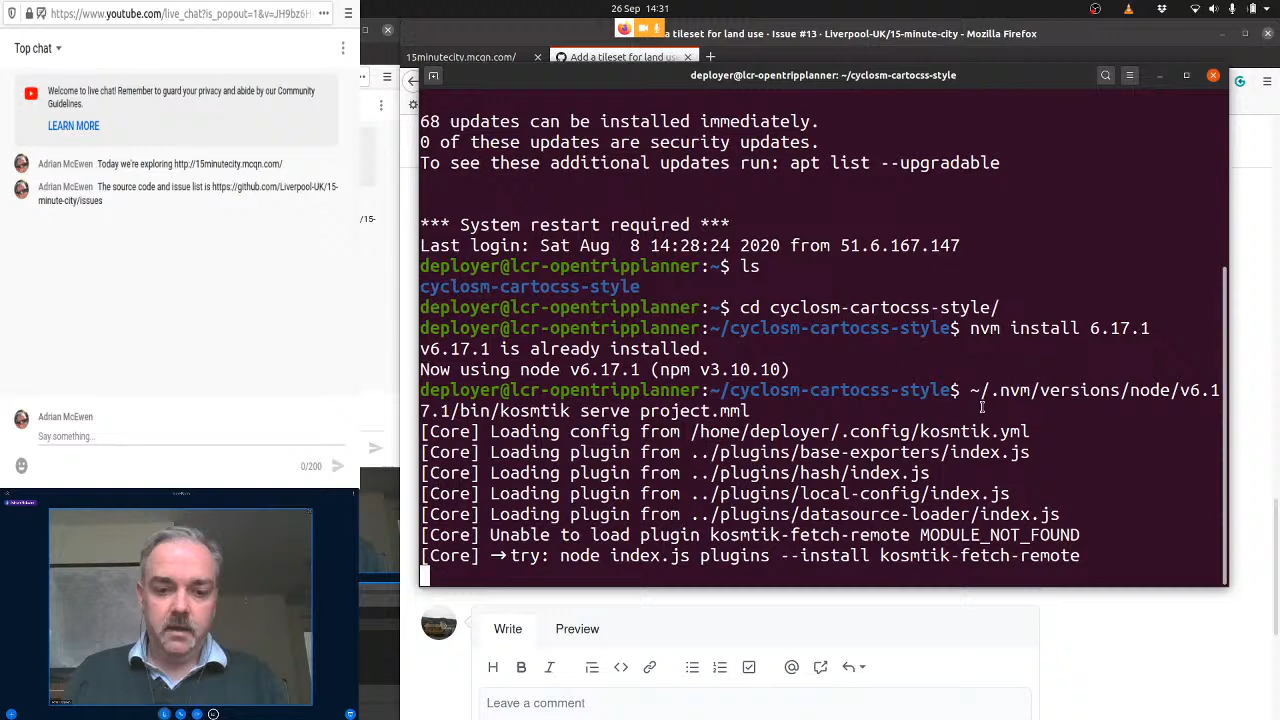 26 Sep 14:31
https://www.youtube.com/live_chat?is_popout=1&v=JH9bz6H
Top chat
Welcome to live chat! Remember to guard your privacy and abide by our Community
Guidelines.
LEARN MORE
Adrian McEwen Today we're exploring http://15minutecity.mcqn.com/
Adrian McEwen The source code and issue list is https://github.com/Liverpool-UK/15-
minute-city/issues
Adrian McEwen
Say something...
0/200
/15-
a tileset for land use · Issue #13 · Liverpool-UK/15-minute-city - Mozilla Firefox
15minutecity.mcqn.com/
Add a tileset for land use
deployer@lcr-opentripplanner: ~/cyclosm-cartocss-style
68 updates can be installed immediately.
0 of these updates are security updates.
To see these additional updates run: apt list --upgradable
*** System restart required ***
Last login: Sat Aug  8 14:28:24 2020 from 51.6.167.147
deployer@lcr-opentripplanner:~$ ls
cyclosm-cartocss-style
deployer@lcr-opentripplanner:~$ cd cyclosm-cartocss-style/
deployer@lcr-opentripplanner:~/cyclosm-cartocss-style$ nvm install 6.17.1
v6.17.1 is already installed.
Now using node v6.17.1 (npm v3.10.10)
deployer@lcr-opentripplanner:~/cyclosm-cartocss-style$ ~/.nvm/versions/node/v6.1
7.1/bin/kosmtik serve project.mml
[Core] Loading config from /home/deployer/.config/kosmtik.yml
[Core] Loading plugin from ../plugins/base-exporters/index.js
[Core] Loading plugin from ../plugins/hash/index.js
[Core] Loading plugin from ../plugins/local-config/index.js
[Core] Loading plugin from ../plugins/datasource-loader/index.js
[Core] Unable to load plugin kosmtik-fetch-remote MODULE_NOT_FOUND
[Core] →try: node index.js plugins --install kosmtik-fetch-remote
Write
Preview
Leave a comment